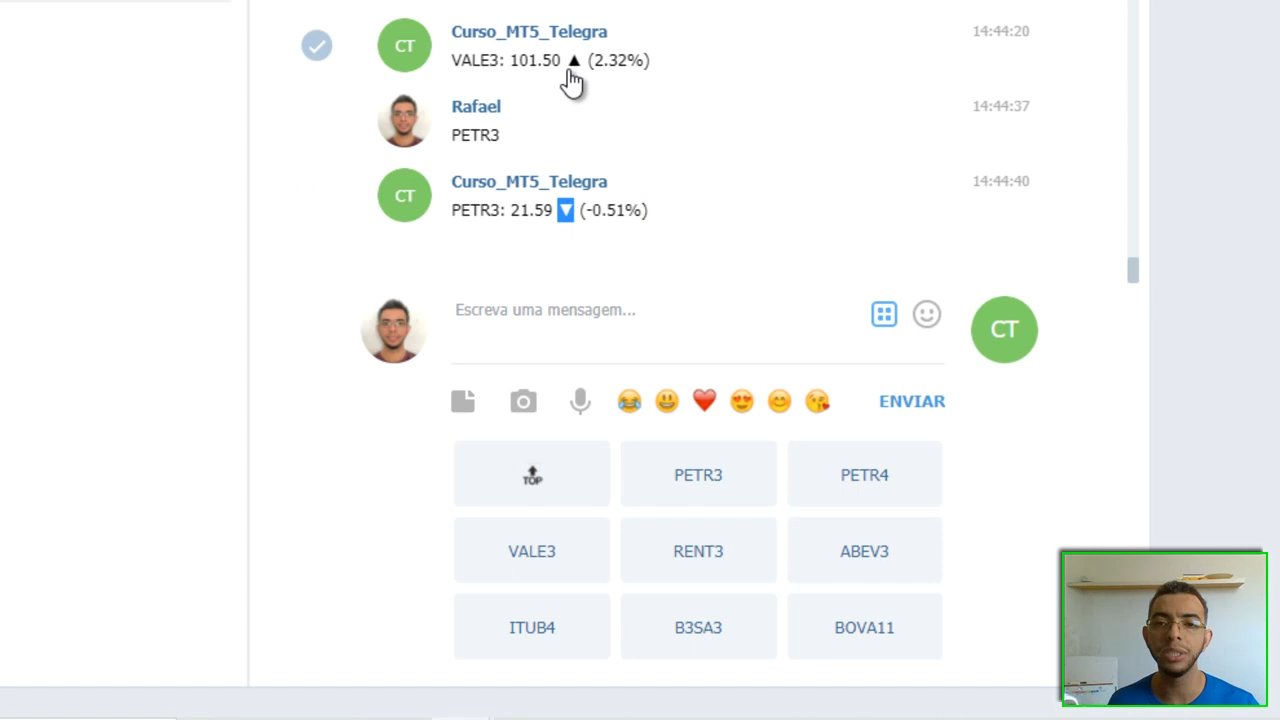 Curso_MT5_Telegra 14:44:20
CT
VALE3: 101.50 ▲ (2.32%)
Rafael 14:44:37
PETR3
Curso_MT5_Telegra 14:44:40
CT
PETR3: 21.59 ▼ (-0.51%)
Escreva uma mensagem...
CT
ENVIAR
TOP PETR3 PETR4
VALE3 RENT3 ABEV3
ITUB4 B3SA3 BOVA11